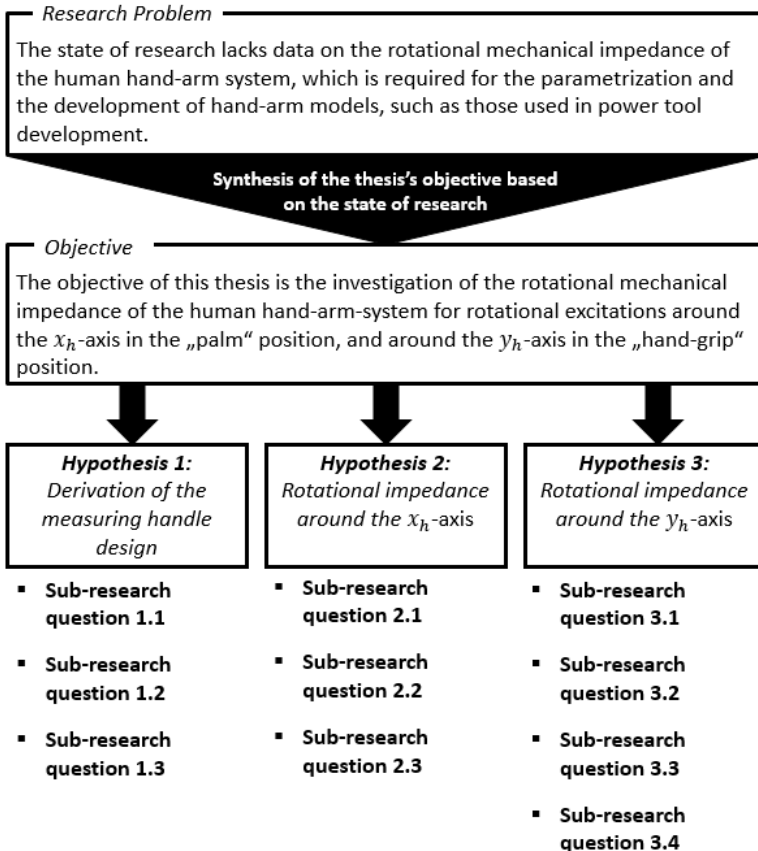 Research Problem
The state of research lacks data on the rotational mechanical impedance of
the human hand-arm system, which is required for the parametrization and
the development of hand-arm models, such as those used in power tool
development.
Synthesis of the thesis's objective based
on the state of research
Objective
The objective of this thesis is the investigation of the rotational mechanical
impedance of the human hand-arm-system for rotational excitations around
the xₕ-axis in the „palm“ position, and around the yₕ-axis in the „hand-grip“
position.
Hypothesis 1:
Derivation of the
measuring handle
design
▪ Sub-research
question 1.1
▪ Sub-research
question 1.2
▪ Sub-research
question 1.3
Hypothesis 2:
Rotational impedance
around the xₕ-axis
▪ Sub-research
question 2.1
▪ Sub-research
question 2.2
▪ Sub-research
question 2.3
Hypothesis 3:
Rotational impedance
around the yₕ-axis
▪ Sub-research
question 3.1
▪ Sub-research
question 3.2
▪ Sub-research
question 3.3
▪ Sub-research
question 3.4